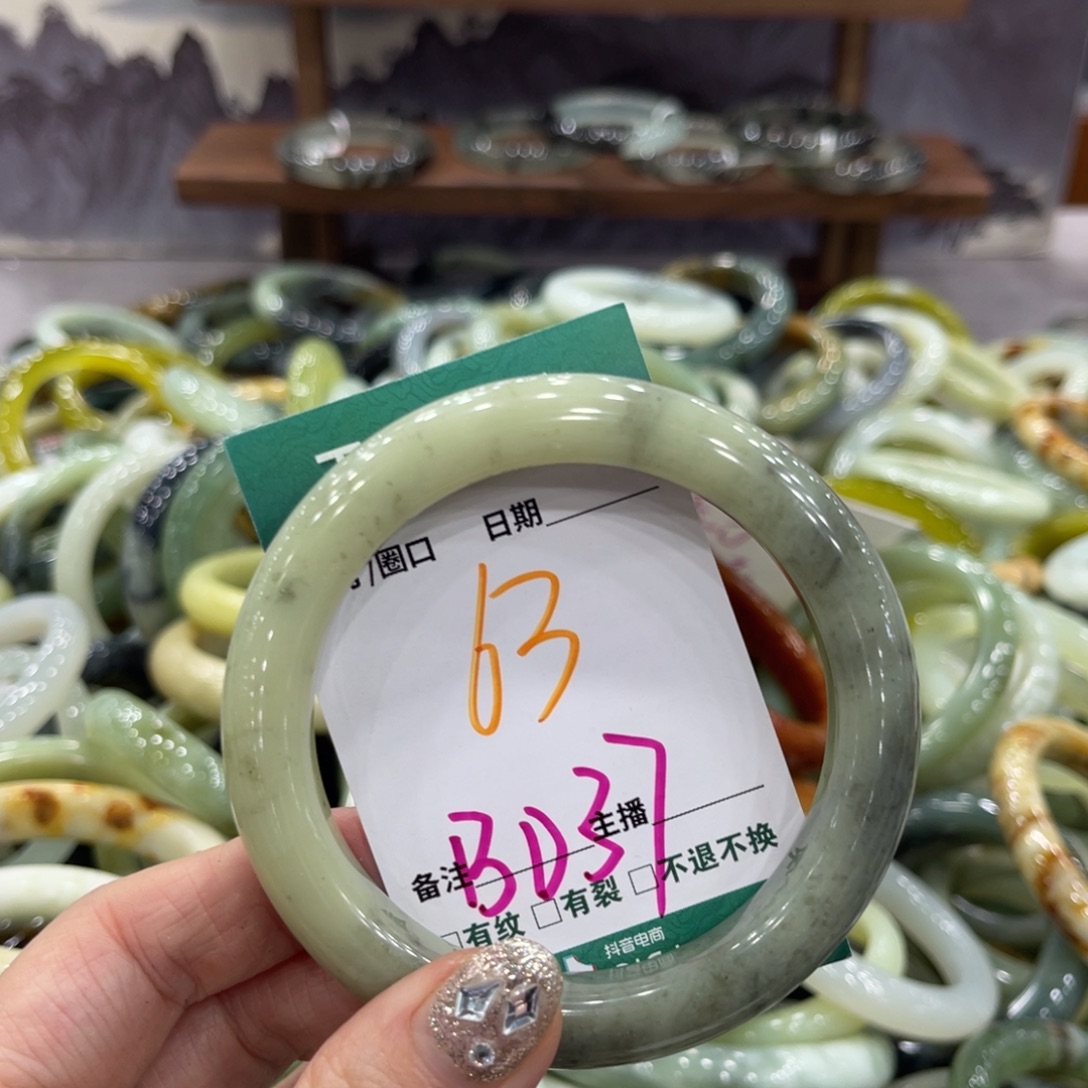 日期
/圈口
63
BD37
主播
备注
有纹 □有裂 □不退不换
抖音电商